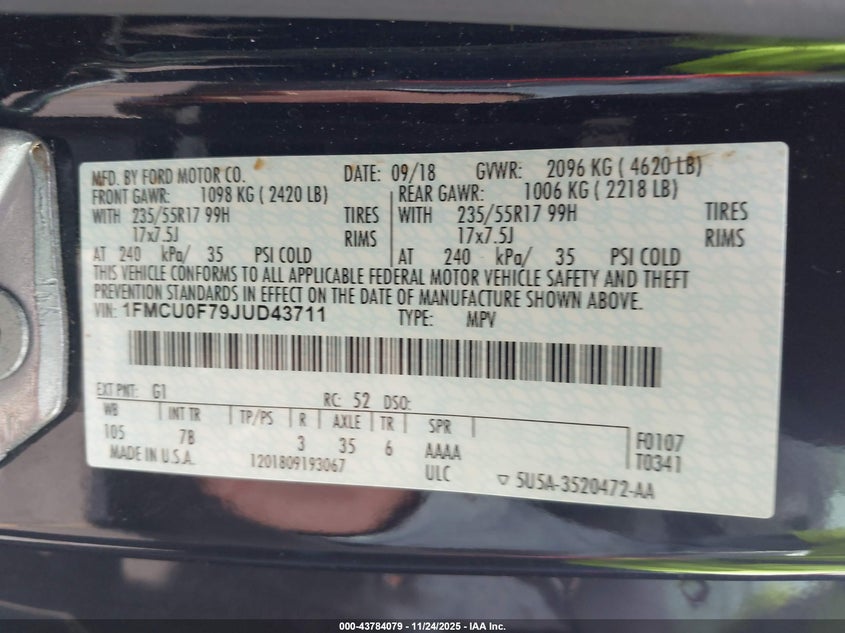 MFD. BY FORD MOTOR CO. DATE: 09/18 GVWR: 2096 KG ( 4620 LB)
FRONT GAWR: 1098 KG ( 2420 LB) REAR GAWR: 1006 KG ( 2218 LB)
WITH 235/55R17 99H TIRES WITH 235/55R17 99H TIRES
17x7.5J RIMS 17x7.5J RIMS
AT 240 kPa/ 35 PSI COLD AT 240 kPa/ 35 PSI COLD
THIS VEHICLE CONFORMS TO ALL APPLICABLE FEDERAL MOTOR VEHICLE SAFETY AND THEFT
PREVENTION STANDARDS IN EFFECT ON THE DATE OF MANUFACTURE SHOWN ABOVE.
VIN: 1FMCU0F79JUD43711 TYPE: MPV
EXT PNT: G1 RC: 52 DSO:
WB INT TR TP/PS R AXLE TR SPR
105 7B 3 35 6 AAAA F0107
MADE IN U.S.A. 1201809193067 ULC T0341
▽ 5U5A-3520472-AA
000-43784079 - 11/24/2025 - IAA Inc.